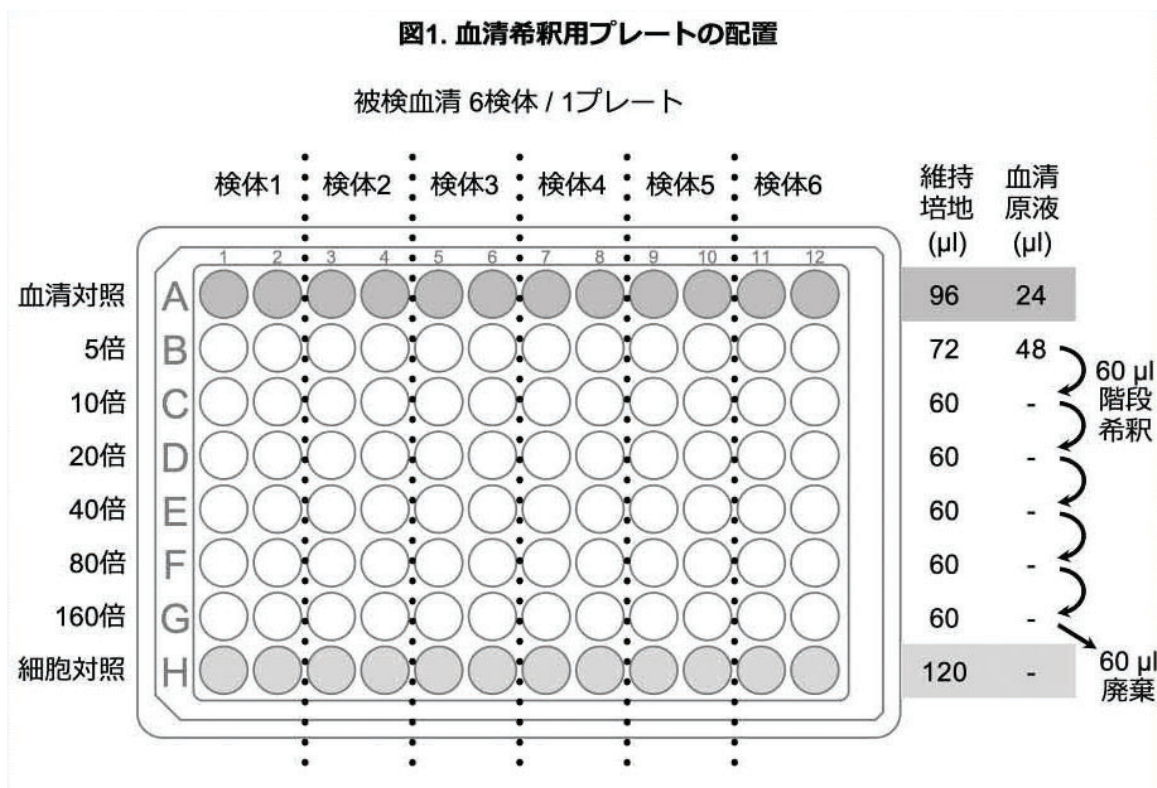 図1. 血清希釈用プレートの配置
被検血清 6検体 / 1プレート
検体1 検体2 検体3 検体4 検体5 検体6
維持
培地
(µl)
血清
原液
(µl)
1 2 3 4 5 6 7 8 9 10 11 12
血清対照 A 96 24
5倍 B 72 48
10倍 C 60 -
20倍 D 60 -
40倍 E 60 -
80倍 F 60 -
160倍 G 60 -
細胞対照 H 120 -
60 µl
階段
希釈
60 µl
廃棄